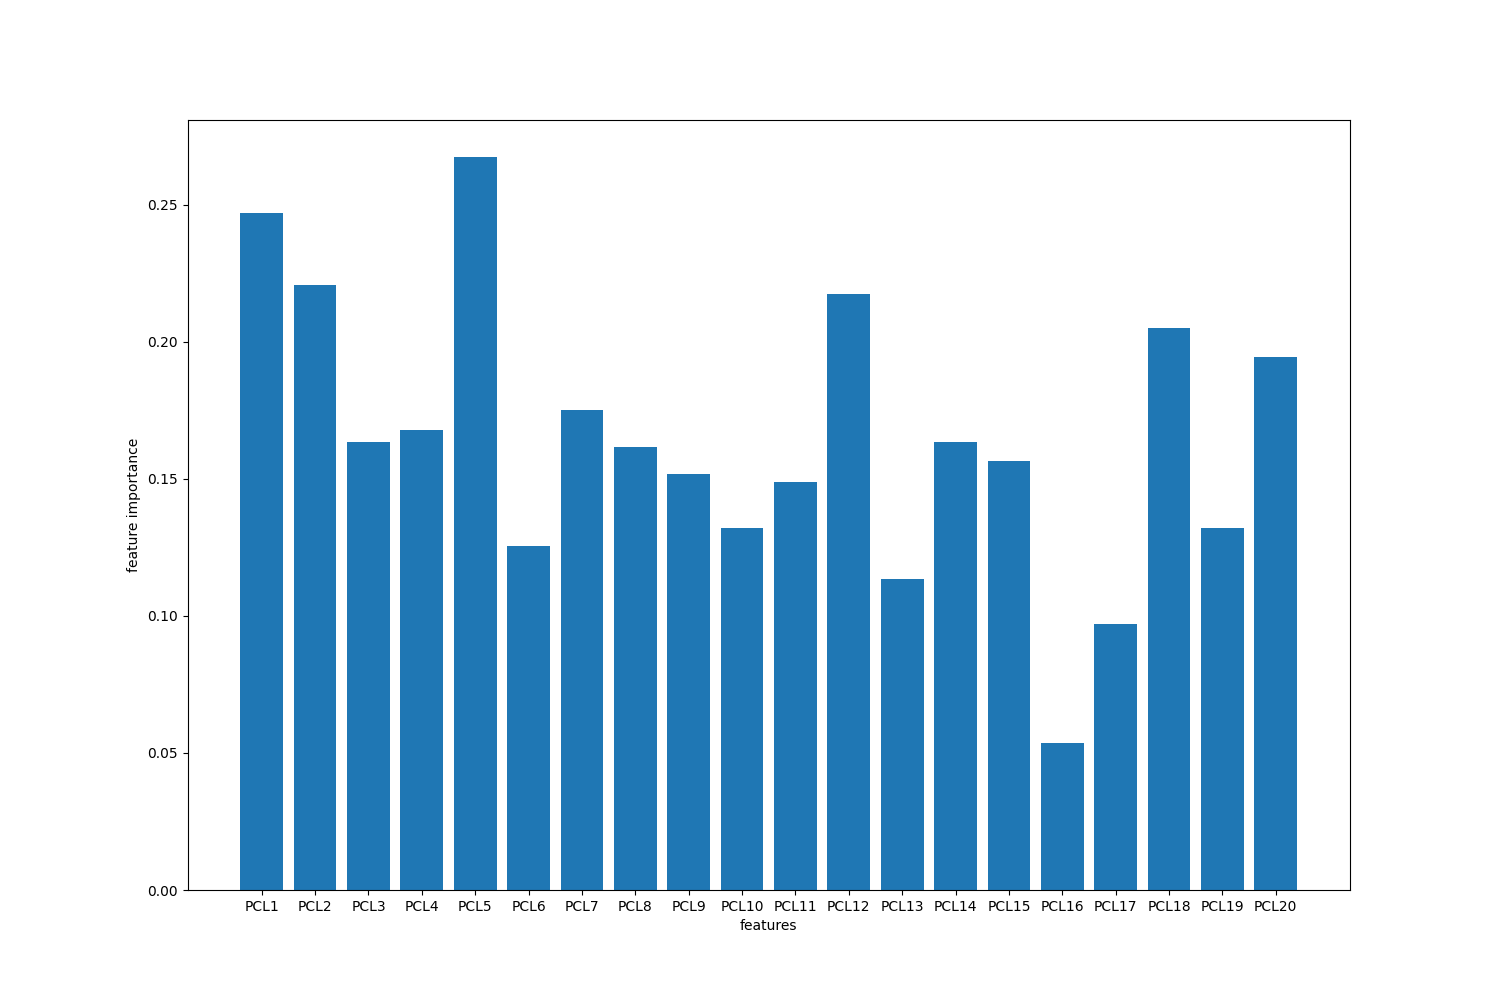 0.25
0.20
0.15
0.10
0.05
0.00
feature importance
PCL1 PCL2 PCL3 PCL4 PCL5 PCL6 PCL7 PCL8 PCL9 PCL10 PCL11 PCL12 PCL13 PCL14 PCL15 PCL16 PCL17 PCL18 PCL19 PCL20
features